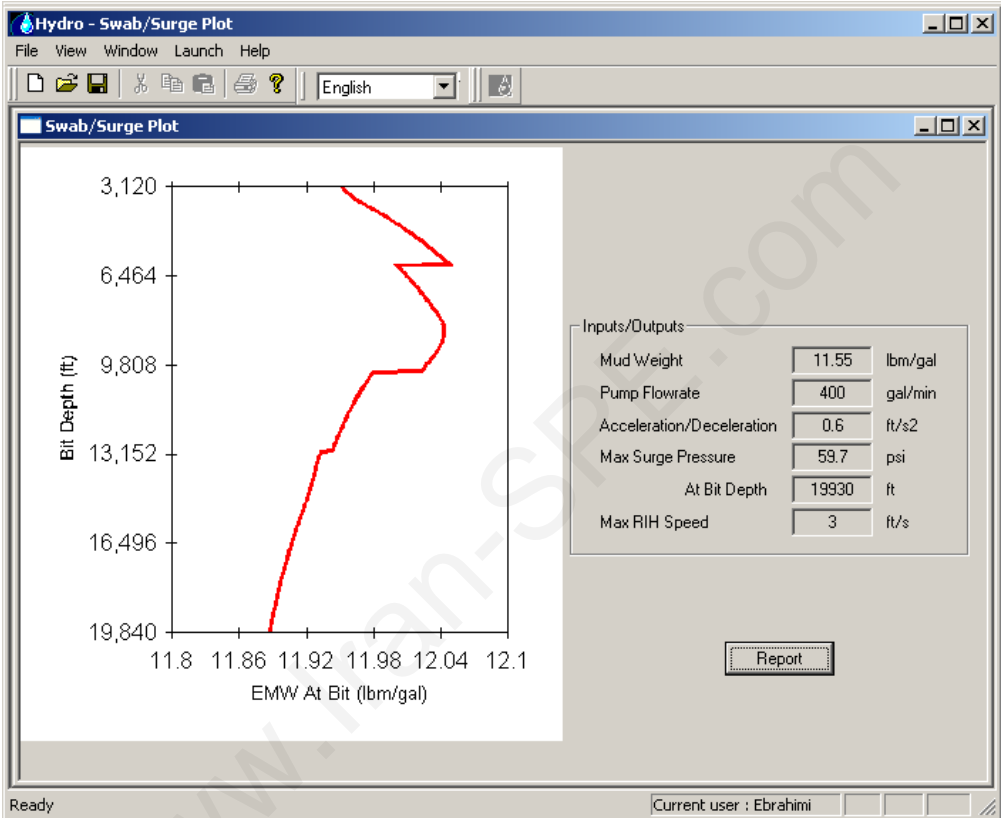 Hydro - Swab/Surge Plot
File View Window Launch Help
English
Swab/Surge Plot
3,120
6,464
9,808
13,152
16,496
19,840
Bit Depth (ft)
11.8 11.86 11.92 11.98 12.04 12.1
EMW At Bit (lbm/gal)
Inputs/Outputs
Mud Weight 11.55 lbm/gal
Pump Flowrate 400 gal/min
Acceleration/Deceleration 0.6 ft/s2
Max Surge Pressure 59.7 psi
At Bit Depth 19930 ft
Max RIH Speed 3 ft/s
Report
www.Iran-SPE.com
Ready
Current user : Ebrahimi